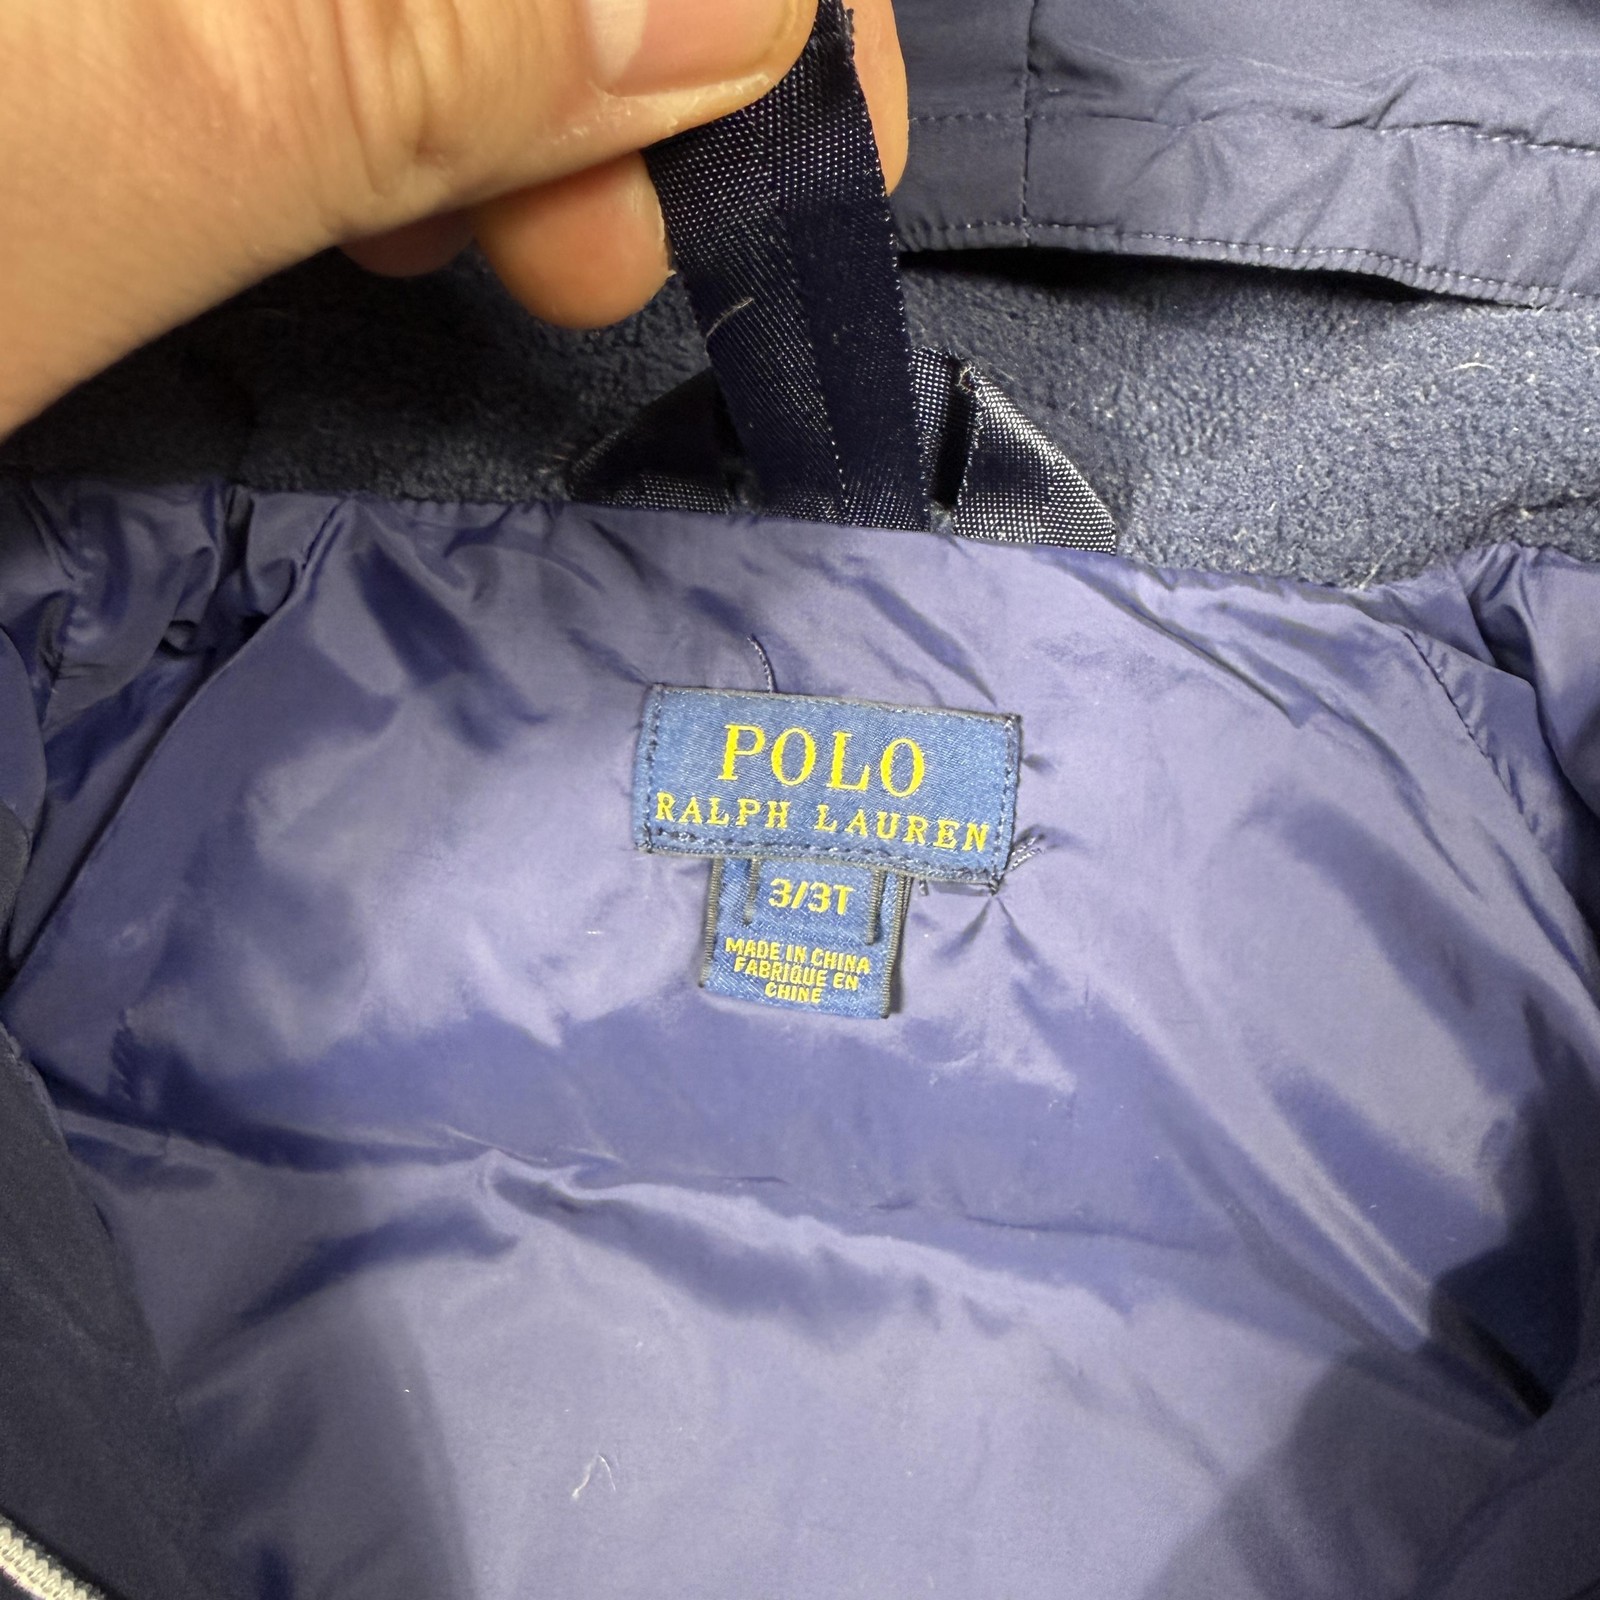 POLO
RALPH LAUREN
3/3T
MADE IN CHINA
FABRIQUE EN
CHINE